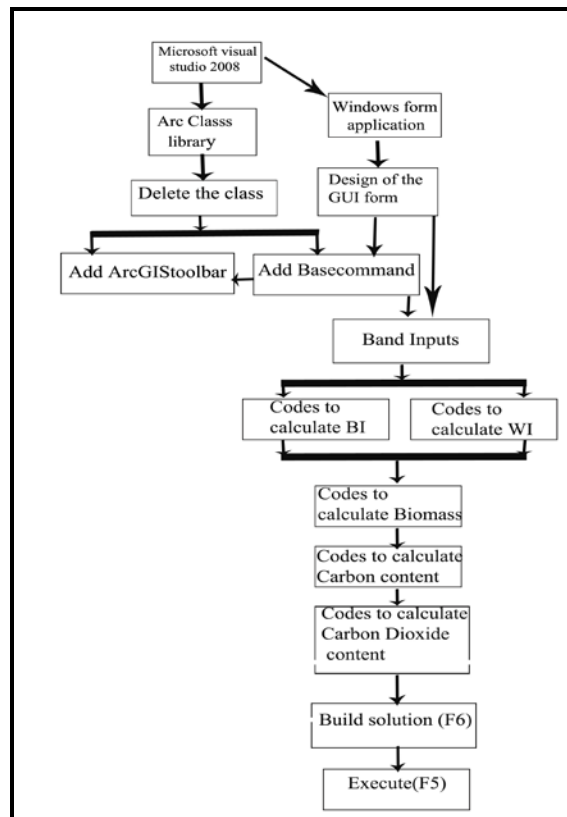 Microsoft visual
studio 2008
Windows form
application
Arc Classs
library
Delete the class
Design of the
GUI form
Add ArcGIStoolbar
Add Basecommand
Band Inputs
Codes to
calculate BI
Codes to
calculate WI
Codes to
calculate Biomass
Codes to calculate
Carbon content
Codes to calculate
Carbon Dioxide
content
Build solution (F6)
Execute(F5)